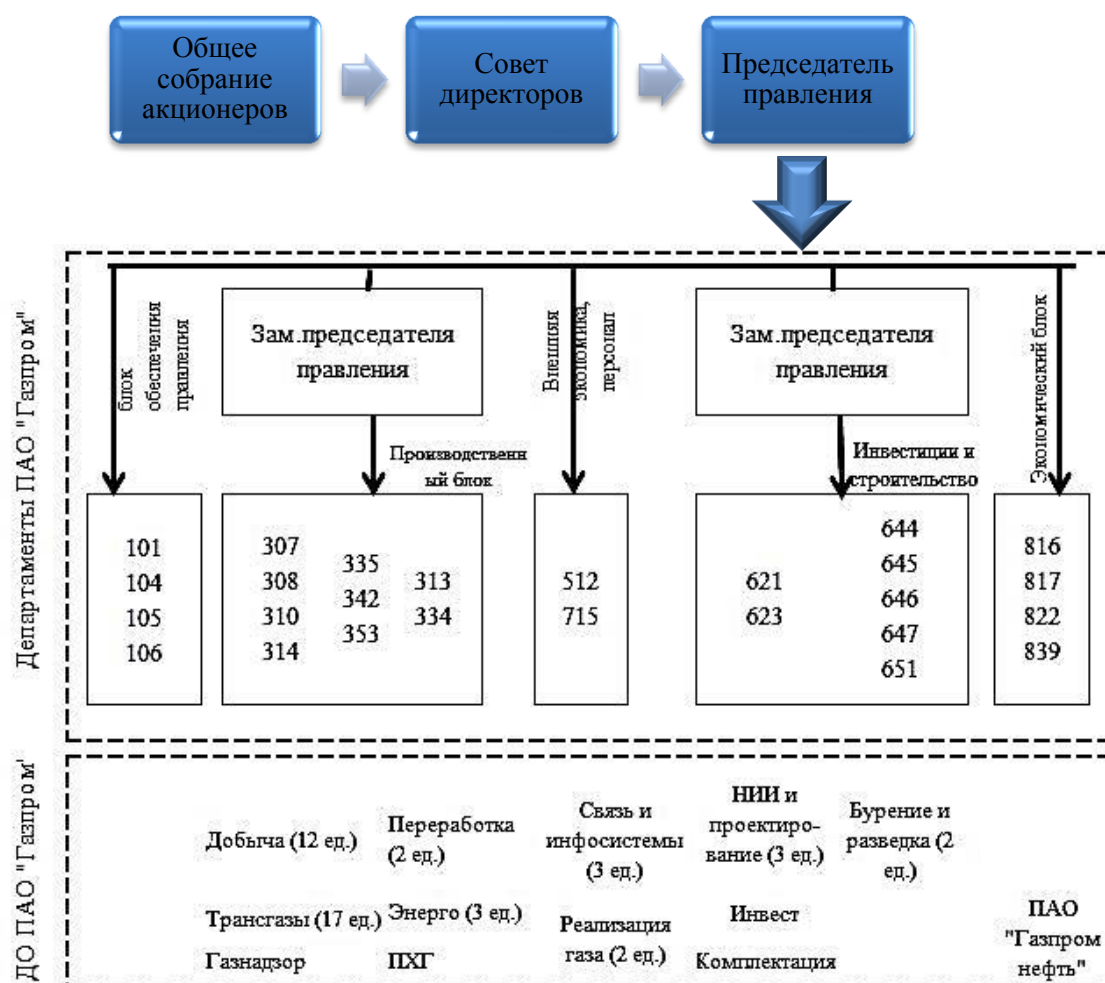 Общее
собрание
акционеров
Совет
директоров
Председатель
правления
Департаменты ПАО "Газпром"
блок
обеспечения
правления
Зам.председателя
правления
Внешняя
экономика,
персонал
Зам.председателя
правления
Экономический блок
Производственн
ый блок
Инвестиции и
строительство
101
104
105
106
307
308
310
314
335
342
353
313
334
512
715
621
623
644
645
646
647
651
816
817
822
839
ДО ПАО "Газпром"
Добыча (12 ед.)
Переработка
(2 ед.)
Связь и
инфосистемы
(3 ед.)
НИИ и
проектиро-
вание (3 ед.)
Бурение и
разведка (2
ед.)
Трансгазы (17 ед.)
Энерго (3 ед.)
Реализация
газа (2 ед.)
Инвест
ПАО
"Газпром
нефть"
Газнадзор
ПХГ
Комплектация